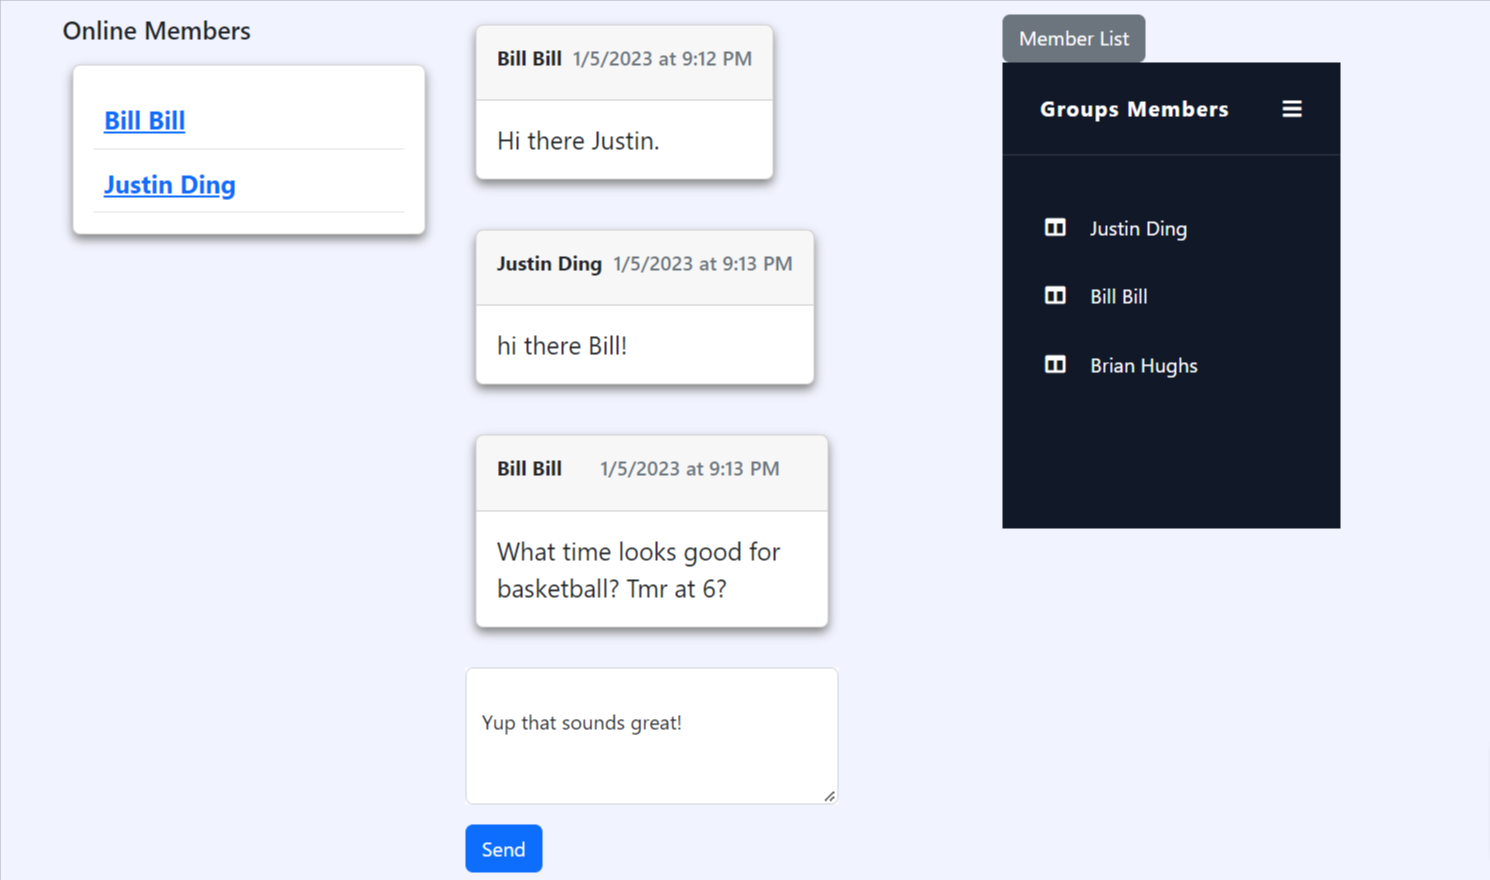 Online Members
Bill Bill
Justin Ding
Bill Bill 1/5/2023 at 9:12 PM
Hi there Justin.
Justin Ding 1/5/2023 at 9:13 PM
hi there Bill!
Bill Bill 1/5/2023 at 9:13 PM
What time looks good for
basketball? Tmr at 6?
Yup that sounds great!
Send
Member List
Groups Members
Justin Ding
Bill Bill
Brian Hughs